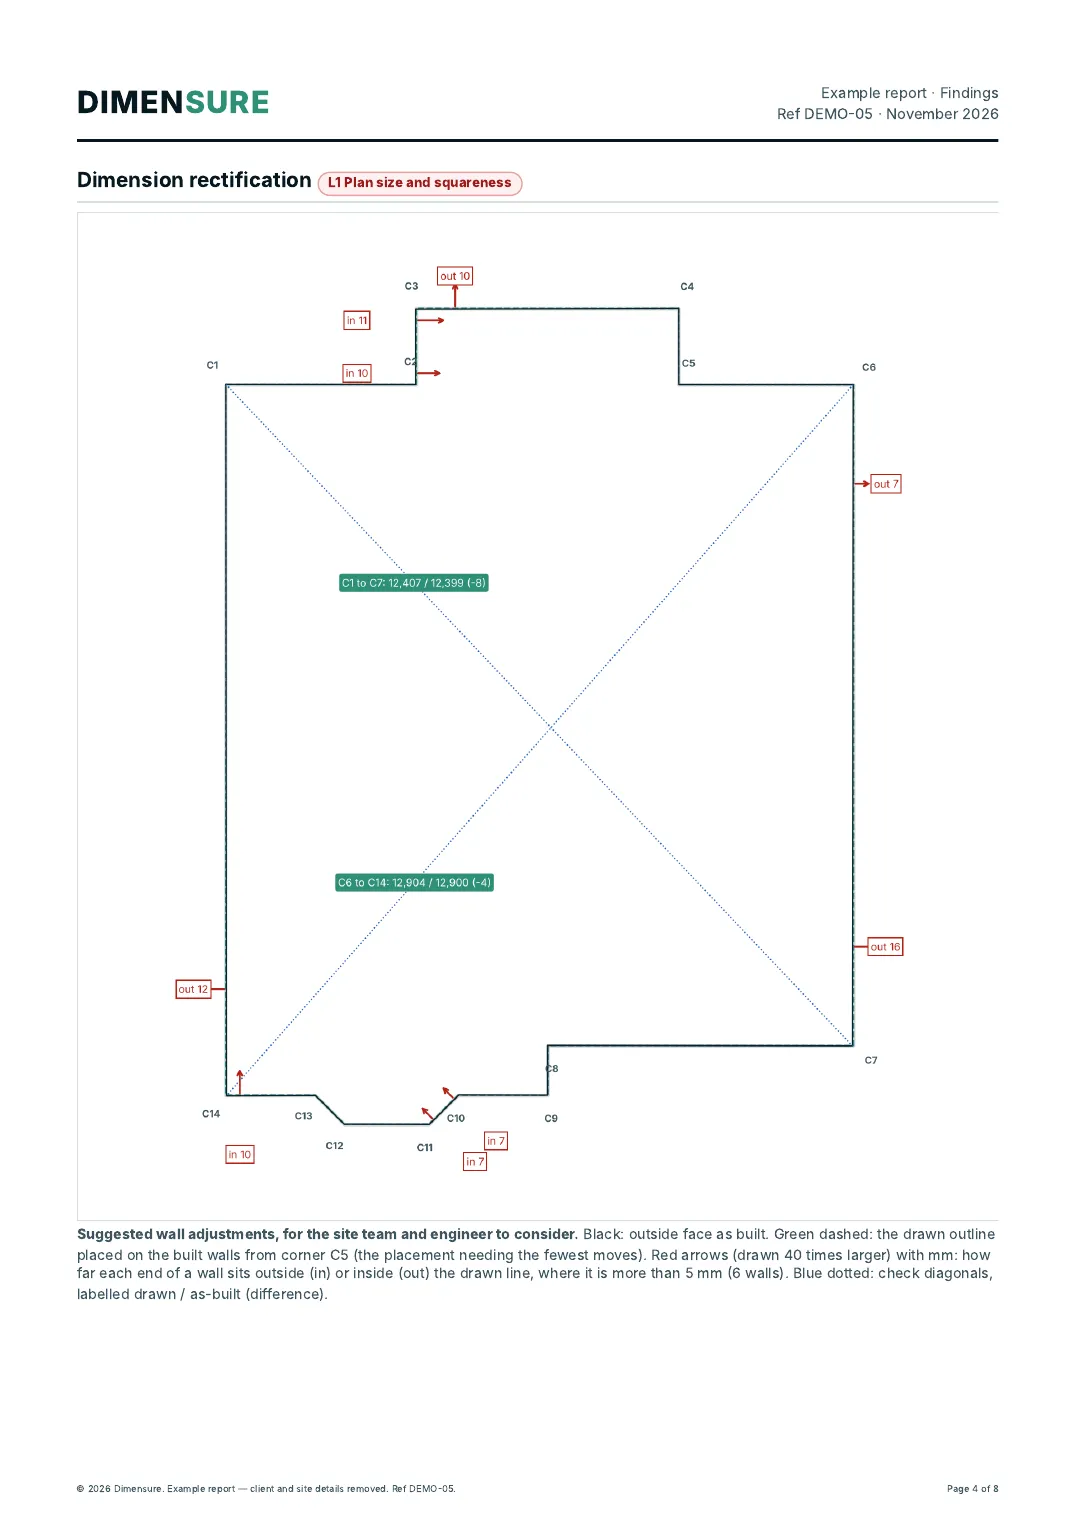 DIMENSURE
Example report · Findings
Ref DEMO-05 · November 2026
Dimension rectification
L1 Plan size and squareness
out 10
C3
C4
in 11
C2
C5
C1
in 10
C6
out 7
C1 to C7: 12,407 / 12,399 (-8)
C6 to C14: 12,904 / 12,900 (-4)
out 16
out 12
C7
C8
C14
C13
C10
C9
C12
C11
in 7
in 10
in 7
Suggested wall adjustments, for the site team and engineer to consider. Black: outside face as built. Green dashed: the drawn outline
placed on the built walls from corner C5 (the placement needing the fewest moves). Red arrows (drawn 40 times larger) with mm: how
far each end of a wall sits outside (in) or inside (out) the drawn line, where it is more than 5 mm (6 walls). Blue dotted: check diagonals,
labelled drawn / as-built (difference).
© 2026 Dimensure. Example report — client and site details removed. Ref DEMO-05.
Page 4 of 8